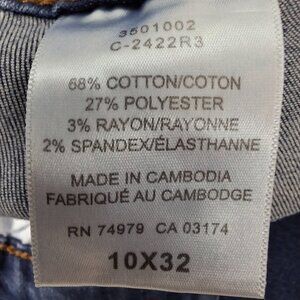 3501002
C-2422R3
68% COTTON/COTON
27% POLYESTER
3% RAYON/RAYONNE
2% SPANDEX/ÉLASTHANNE
MADE IN CAMBODIA
FABRIQUÉ AU CAMBODGE
RN 74979 CA 03174
10X32